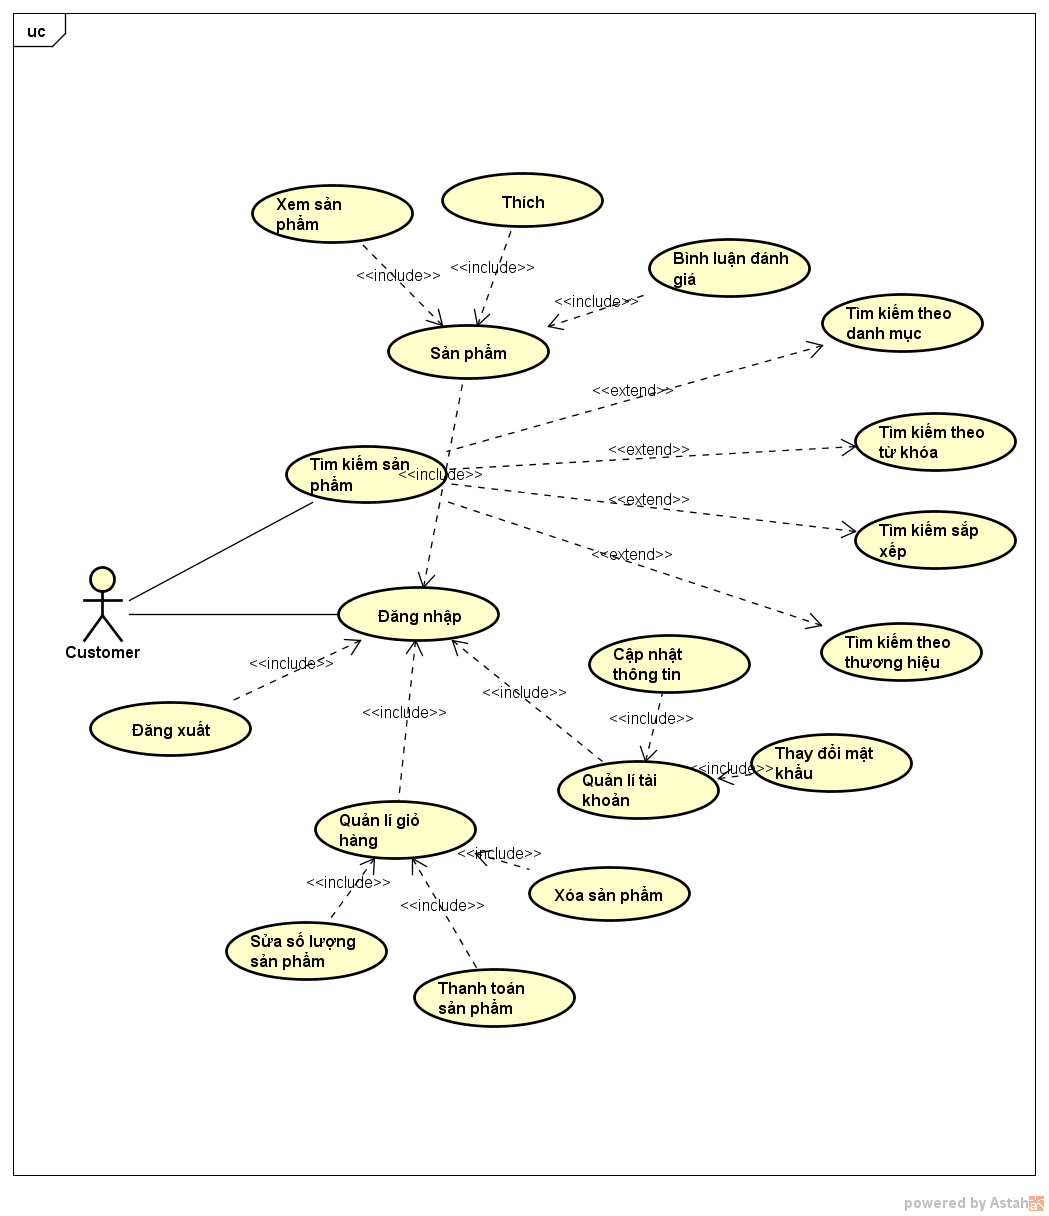 uc
Xem sản
phẩm
Thích
Bình luận đánh
giá
<<include>>
<<include>>
<<include>>
Tìm kiếm theo
danh mục
Sản phẩm
<<extend>>
Tìm kiếm sản
phẩm
<<include>>
<<extend>>
Tìm kiếm theo
từ khóa
<<extend>>
Tìm kiếm sắp
xếp
<<extend>>
Đăng nhập
Tìm kiếm theo
thương hiệu
Customer
<<include>>
Cập nhật
thông tin
<<include>>
<<include>>
<<include>>
Đăng xuất
Thay đổi mật
khẩu
<<include>>
Quản lí tài
khoản
Quản lí giỏ
hàng
<<include>>
<<include>>
Xóa sản phẩm
<<include>>
Sửa số lượng
sản phẩm
Thanh toán
sản phẩm
powered by Astah